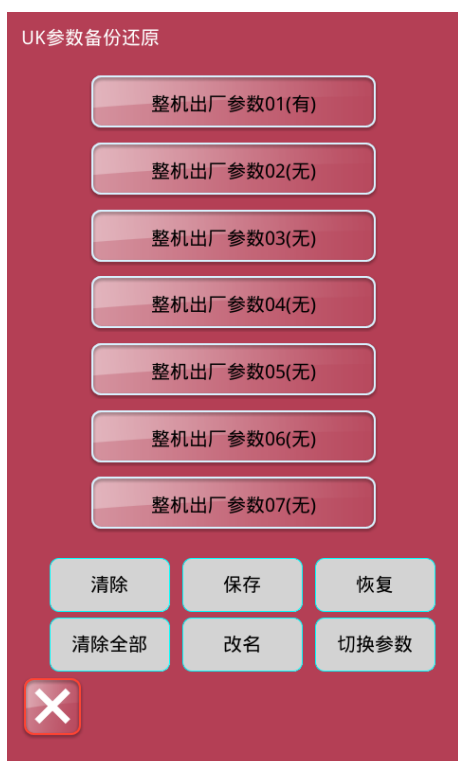 UK参数备份还原
整机出厂参数01(有)
整机出厂参数02(无)
整机出厂参数03(无)
整机出厂参数04(无)
整机出厂参数05(无)
整机出厂参数06(无)
整机出厂参数07(无)
清除 保存 恢复
清除全部 改名 切换参数